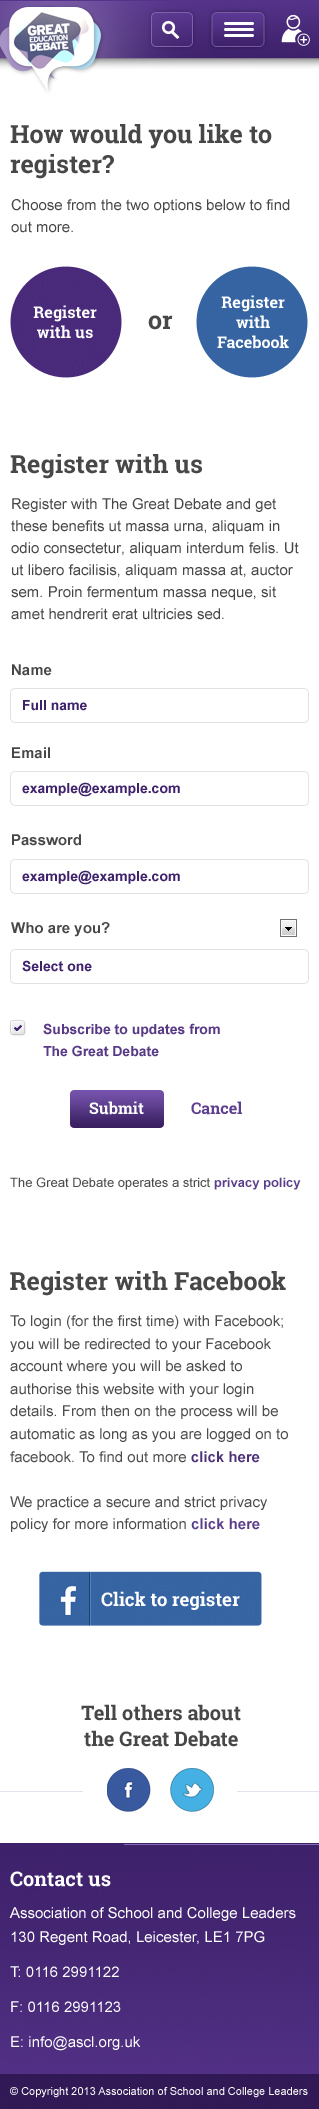 GREAT
EDUCATION
DEBATE
How would you like to
register?
Choose from the two options below to find
out more.
Register
with us
or
Register
with
Facebook
Register with us
Register with The Great Debate and get
these benefits ut massa urna, aliquam in
odio consectetur, aliquam interdum felis. Ut
ut libero facilisis, aliquam massa at, auctor
sem. Proin fermentum massa neque, sit
amet hendrerit erat ultricies sed.
Name
Full name
Email
example@example.com
Password
example@example.com
Who are you?
Select one
Subscribe to updates from
The Great Debate
Submit
Cancel
The Great Debate operates a strict privacy policy
Register with Facebook
To login (for the first time) with Facebook;
you will be redirected to your Facebook
account where you will be asked to
authorise this website with your login
details. From then on the process will be
automatic as long as you are logged on to
facebook. To find out more click here
We practice a secure and strict privacy
policy for more information click here
f Click to register
Tell others about
the Great Debate
f
Contact us
Association of School and College Leaders
130 Regent Road, Leicester, LE1 7PG
T: 0116 2991122
F: 0116 2991123
E: info@ascl.org.uk
© Copyright 2013 Association of School and College Leaders